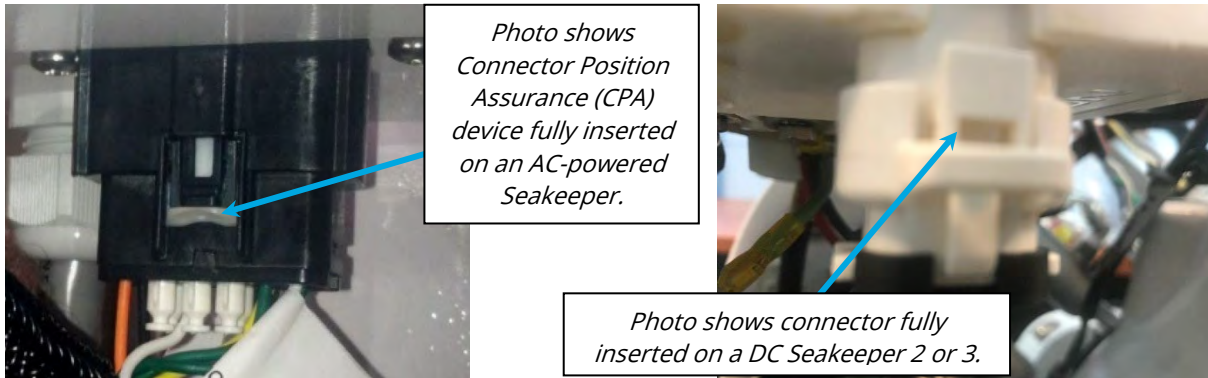 Photo shows
Connector Position
Assurance (CPA)
device fully inserted
on an AC-powered
Seakeeper.
Photo shows connector fully
inserted on a DC Seakeeper 2 or 3.